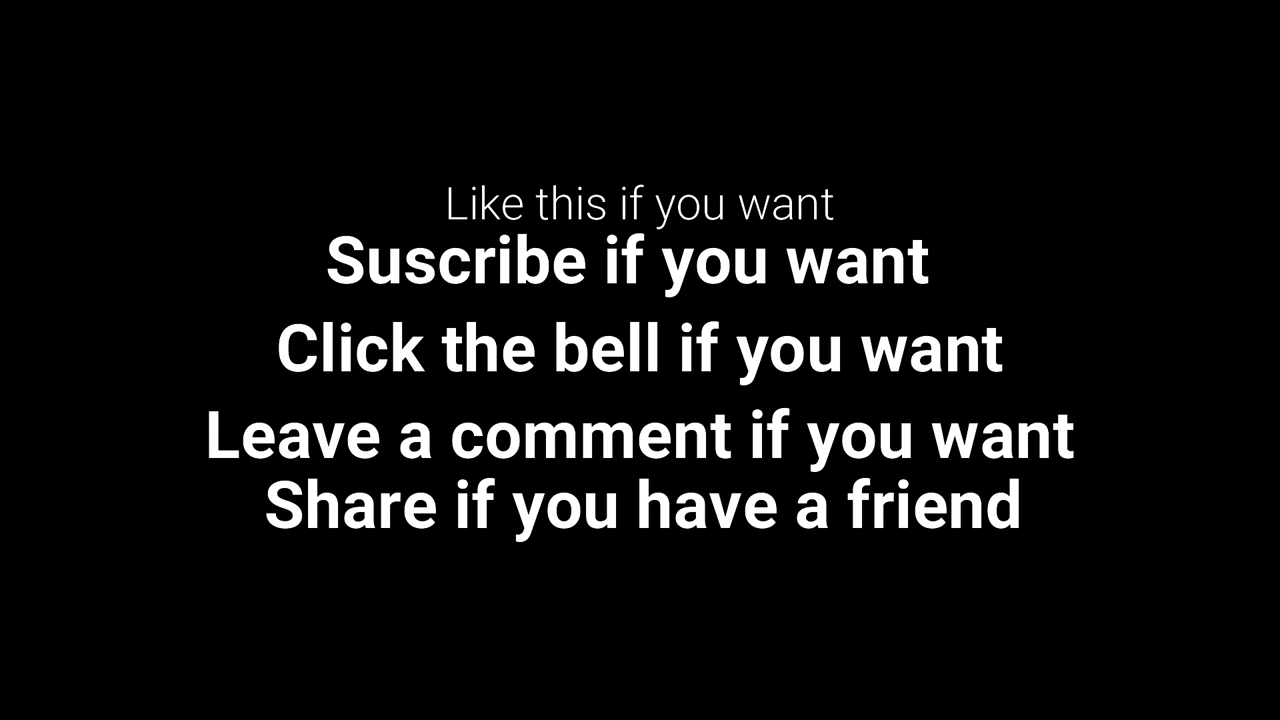 Like this if you want
Suscribe if you want
Click the bell if you want
Leave a comment if you want
Share if you have a friend